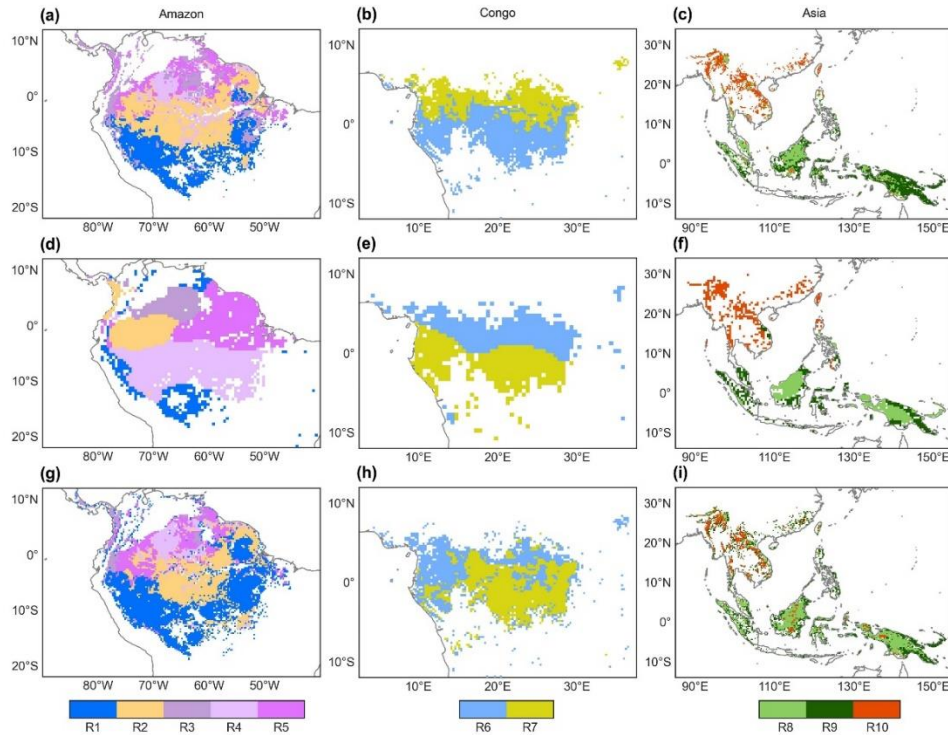 Amazon Congo Asia
(a) (b) (c)
10°N 10°N 30°N
20°N
0° 0° 10°N
10°S 0°
20°S 10°S 10°S
80°W 70°W 60°W 50°W 10°E 20°E 30°E 90°E 110°E 130°E 150°E
(d) (e) (f)
10°N 10°N 30°N
20°N
0° 0° 10°N
10°S 0°
20°S 10°S 10°S
80°W 70°W 60°W 50°W 10°E 20°E 30°E 90°E 110°E 130°E 150°E
(g) (h) (i)
10°N 10°N 30°N
20°N
0° 0° 10°N
10°S 0°
20°S 10°S 10°S
80°W 70°W 60°W 50°W 10°E 20°E 30°E 90°E 110°E 130°E 150°E
R1 R2 R3 R4 R5 R6 R7 R8 R9 R10